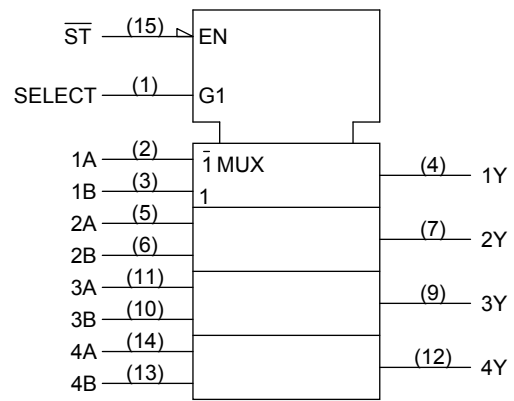 S̅T̅ (15) EN
SELECT (1) G1
1A (2) 1̅ MUX
(4) 1Y
1B (3) 1
2A (5)
(7) 2Y
2B (6)
3A (11)
(9) 3Y
3B (10)
4A (14)
(12) 4Y
4B (13)